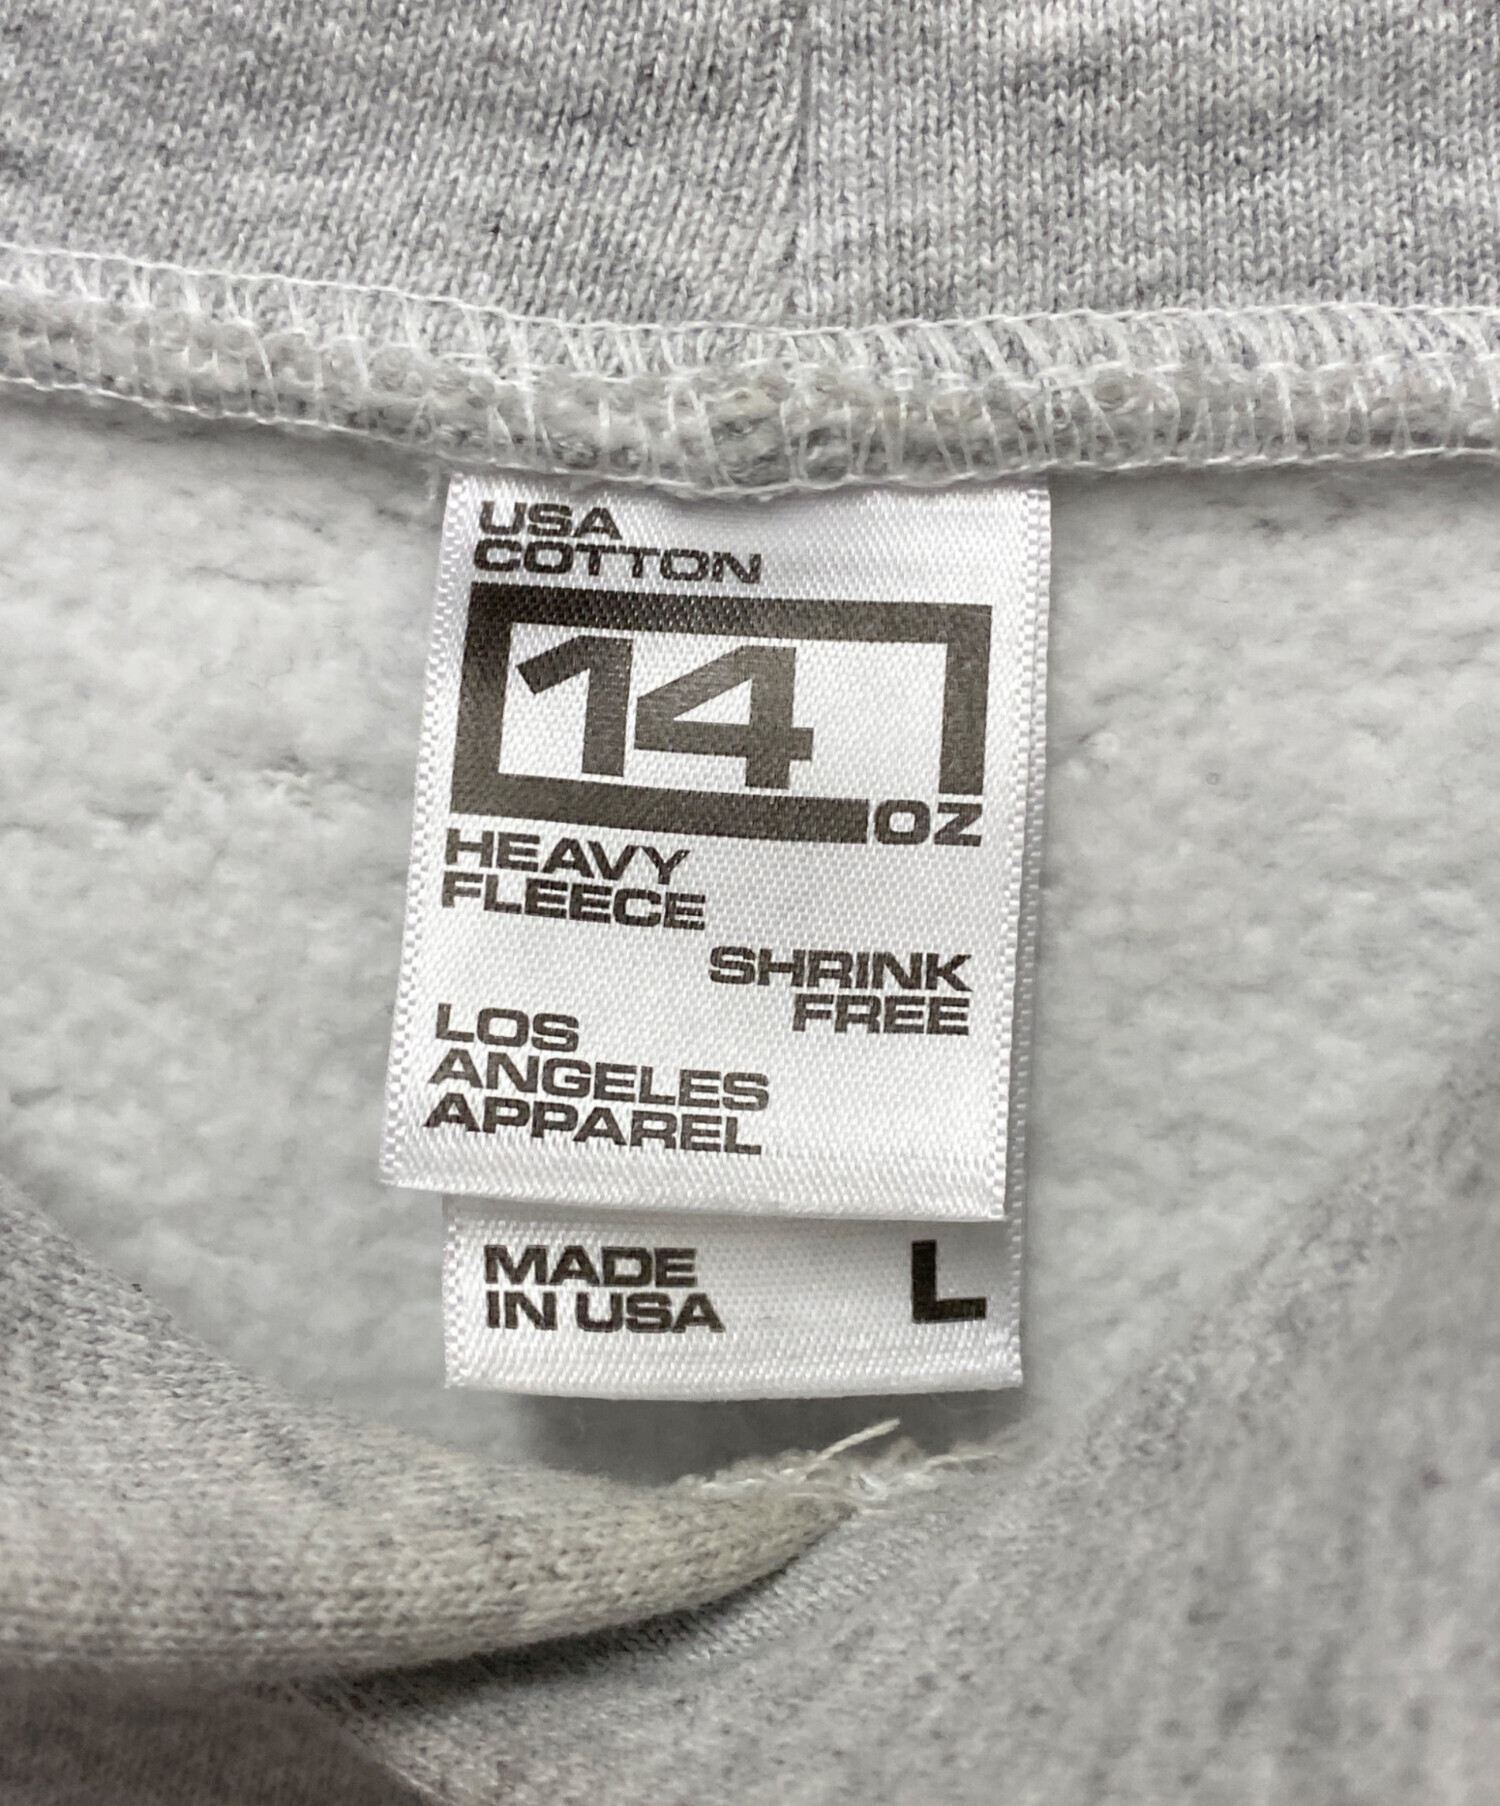 USA
COTTON
14
OZ
HEAVY
FLEECE
SHRINK
FREE
LOS
ANGELES
APPAREL
MADE
IN USA
L